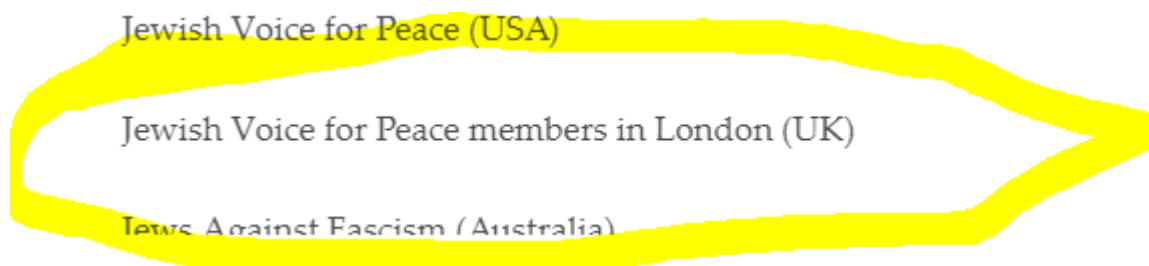 Jewish Voice for Peace (USA)
Jewish Voice for Peace members in London (UK)
Jews Against Fascism (Australia)